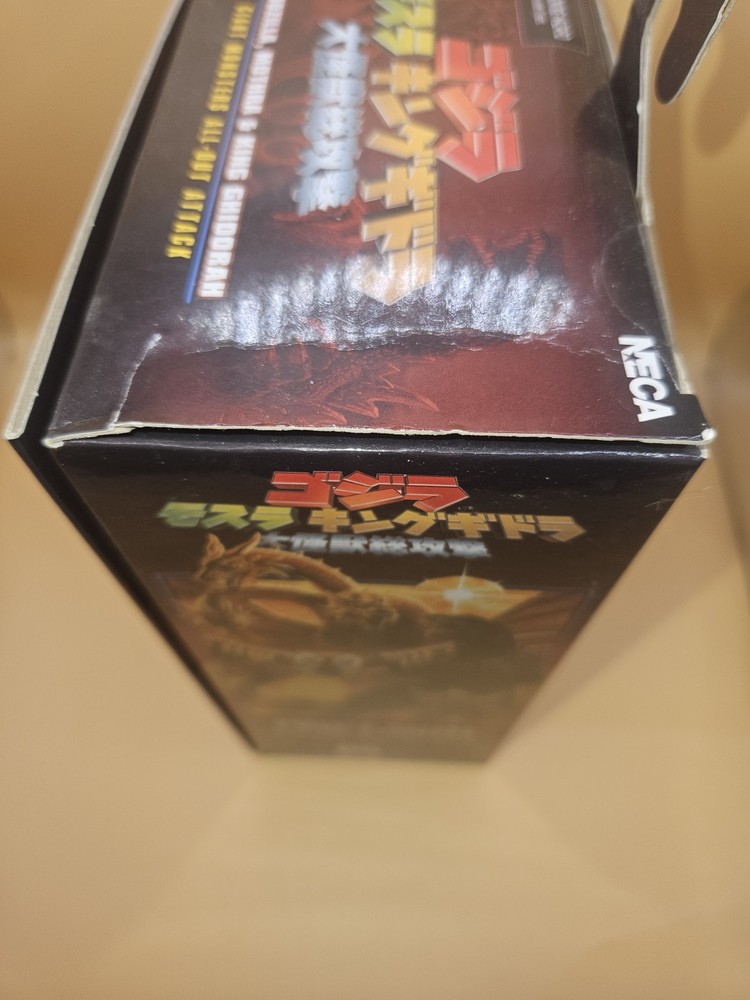 ゴジラ
スラ キングギドラ
大怪獣総攻撃
MOTHRA & KING GHIDORAH
GIANT MONSTERS ALL-OUT ATTACK
NECA
ゴジラ
モスラ キングギドラ
大怪獣総攻撃